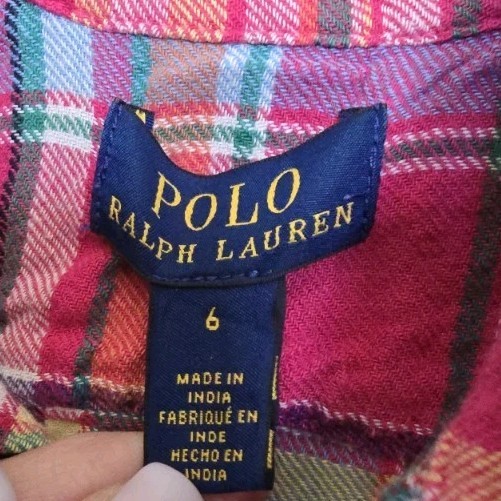 POLO
RALPH LAUREN
6
MADE IN
INDIA
FABRIQUÉ EN
INDE
HECHO EN
INDIA